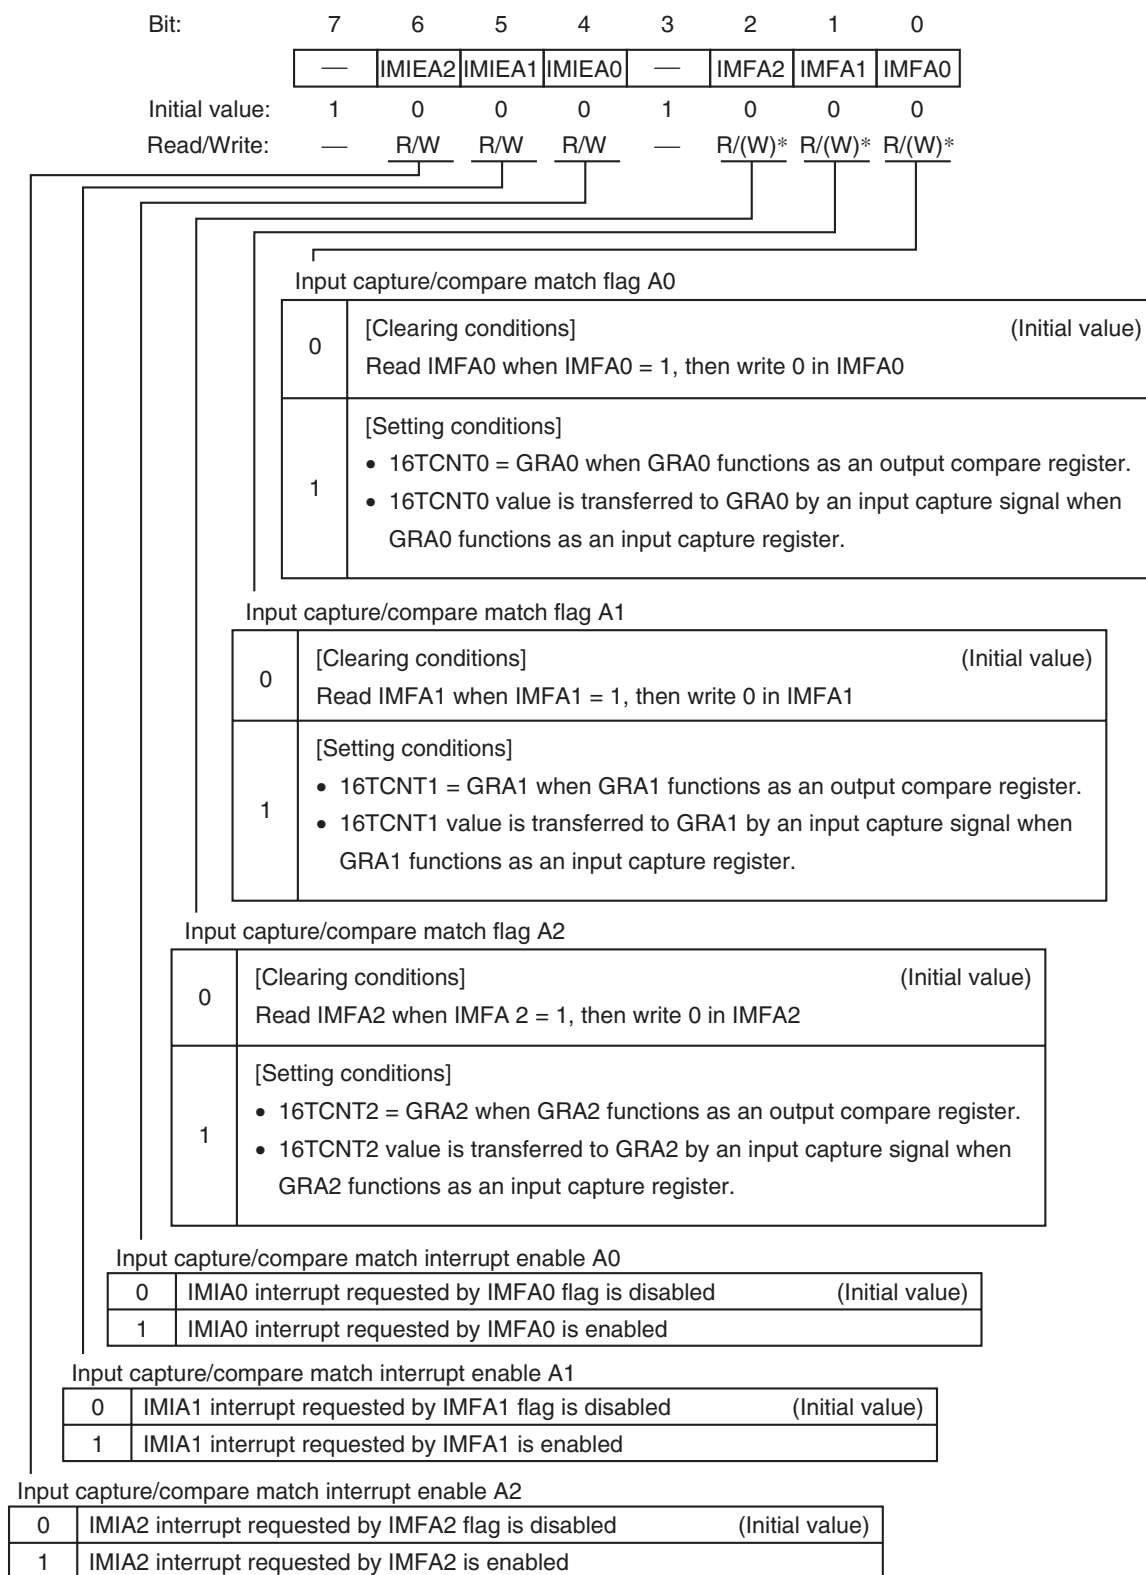 Bit: 7 6 5 4 3 2 1 0
— IMIEA2 IMIEA1 IMIEA0 — IMFA2 IMFA1 IMFA0
Initial value: 1 0 0 0 1 0 0 0
Read/Write: — R/W R/W R/W — R/(W)* R/(W)* R/(W)*
Input capture/compare match flag A0
0 [Clearing conditions] (Initial value)
Read IMFA0 when IMFA0 = 1, then write 0 in IMFA0
1 [Setting conditions]
• 16TCNT0 = GRA0 when GRA0 functions as an output compare register.
• 16TCNT0 value is transferred to GRA0 by an input capture signal when
GRA0 functions as an input capture register.
Input capture/compare match flag A1
0 [Clearing conditions] (Initial value)
Read IMFA1 when IMFA1 = 1, then write 0 in IMFA1
1 [Setting conditions]
• 16TCNT1 = GRA1 when GRA1 functions as an output compare register.
• 16TCNT1 value is transferred to GRA1 by an input capture signal when
GRA1 functions as an input capture register.
Input capture/compare match flag A2
0 [Clearing conditions] (Initial value)
Read IMFA2 when IMFA 2 = 1, then write 0 in IMFA2
1 [Setting conditions]
• 16TCNT2 = GRA2 when GRA2 functions as an output compare register.
• 16TCNT2 value is transferred to GRA2 by an input capture signal when
GRA2 functions as an input capture register.
Input capture/compare match interrupt enable A0
0 IMIA0 interrupt requested by IMFA0 flag is disabled (Initial value)
1 IMIA0 interrupt requested by IMFA0 is enabled
Input capture/compare match interrupt enable A1
0 IMIA1 interrupt requested by IMFA1 flag is disabled (Initial value)
1 IMIA1 interrupt requested by IMFA1 is enabled
Input capture/compare match interrupt enable A2
0 IMIA2 interrupt requested by IMFA2 flag is disabled (Initial value)
1 IMIA2 interrupt requested by IMFA2 is enabled